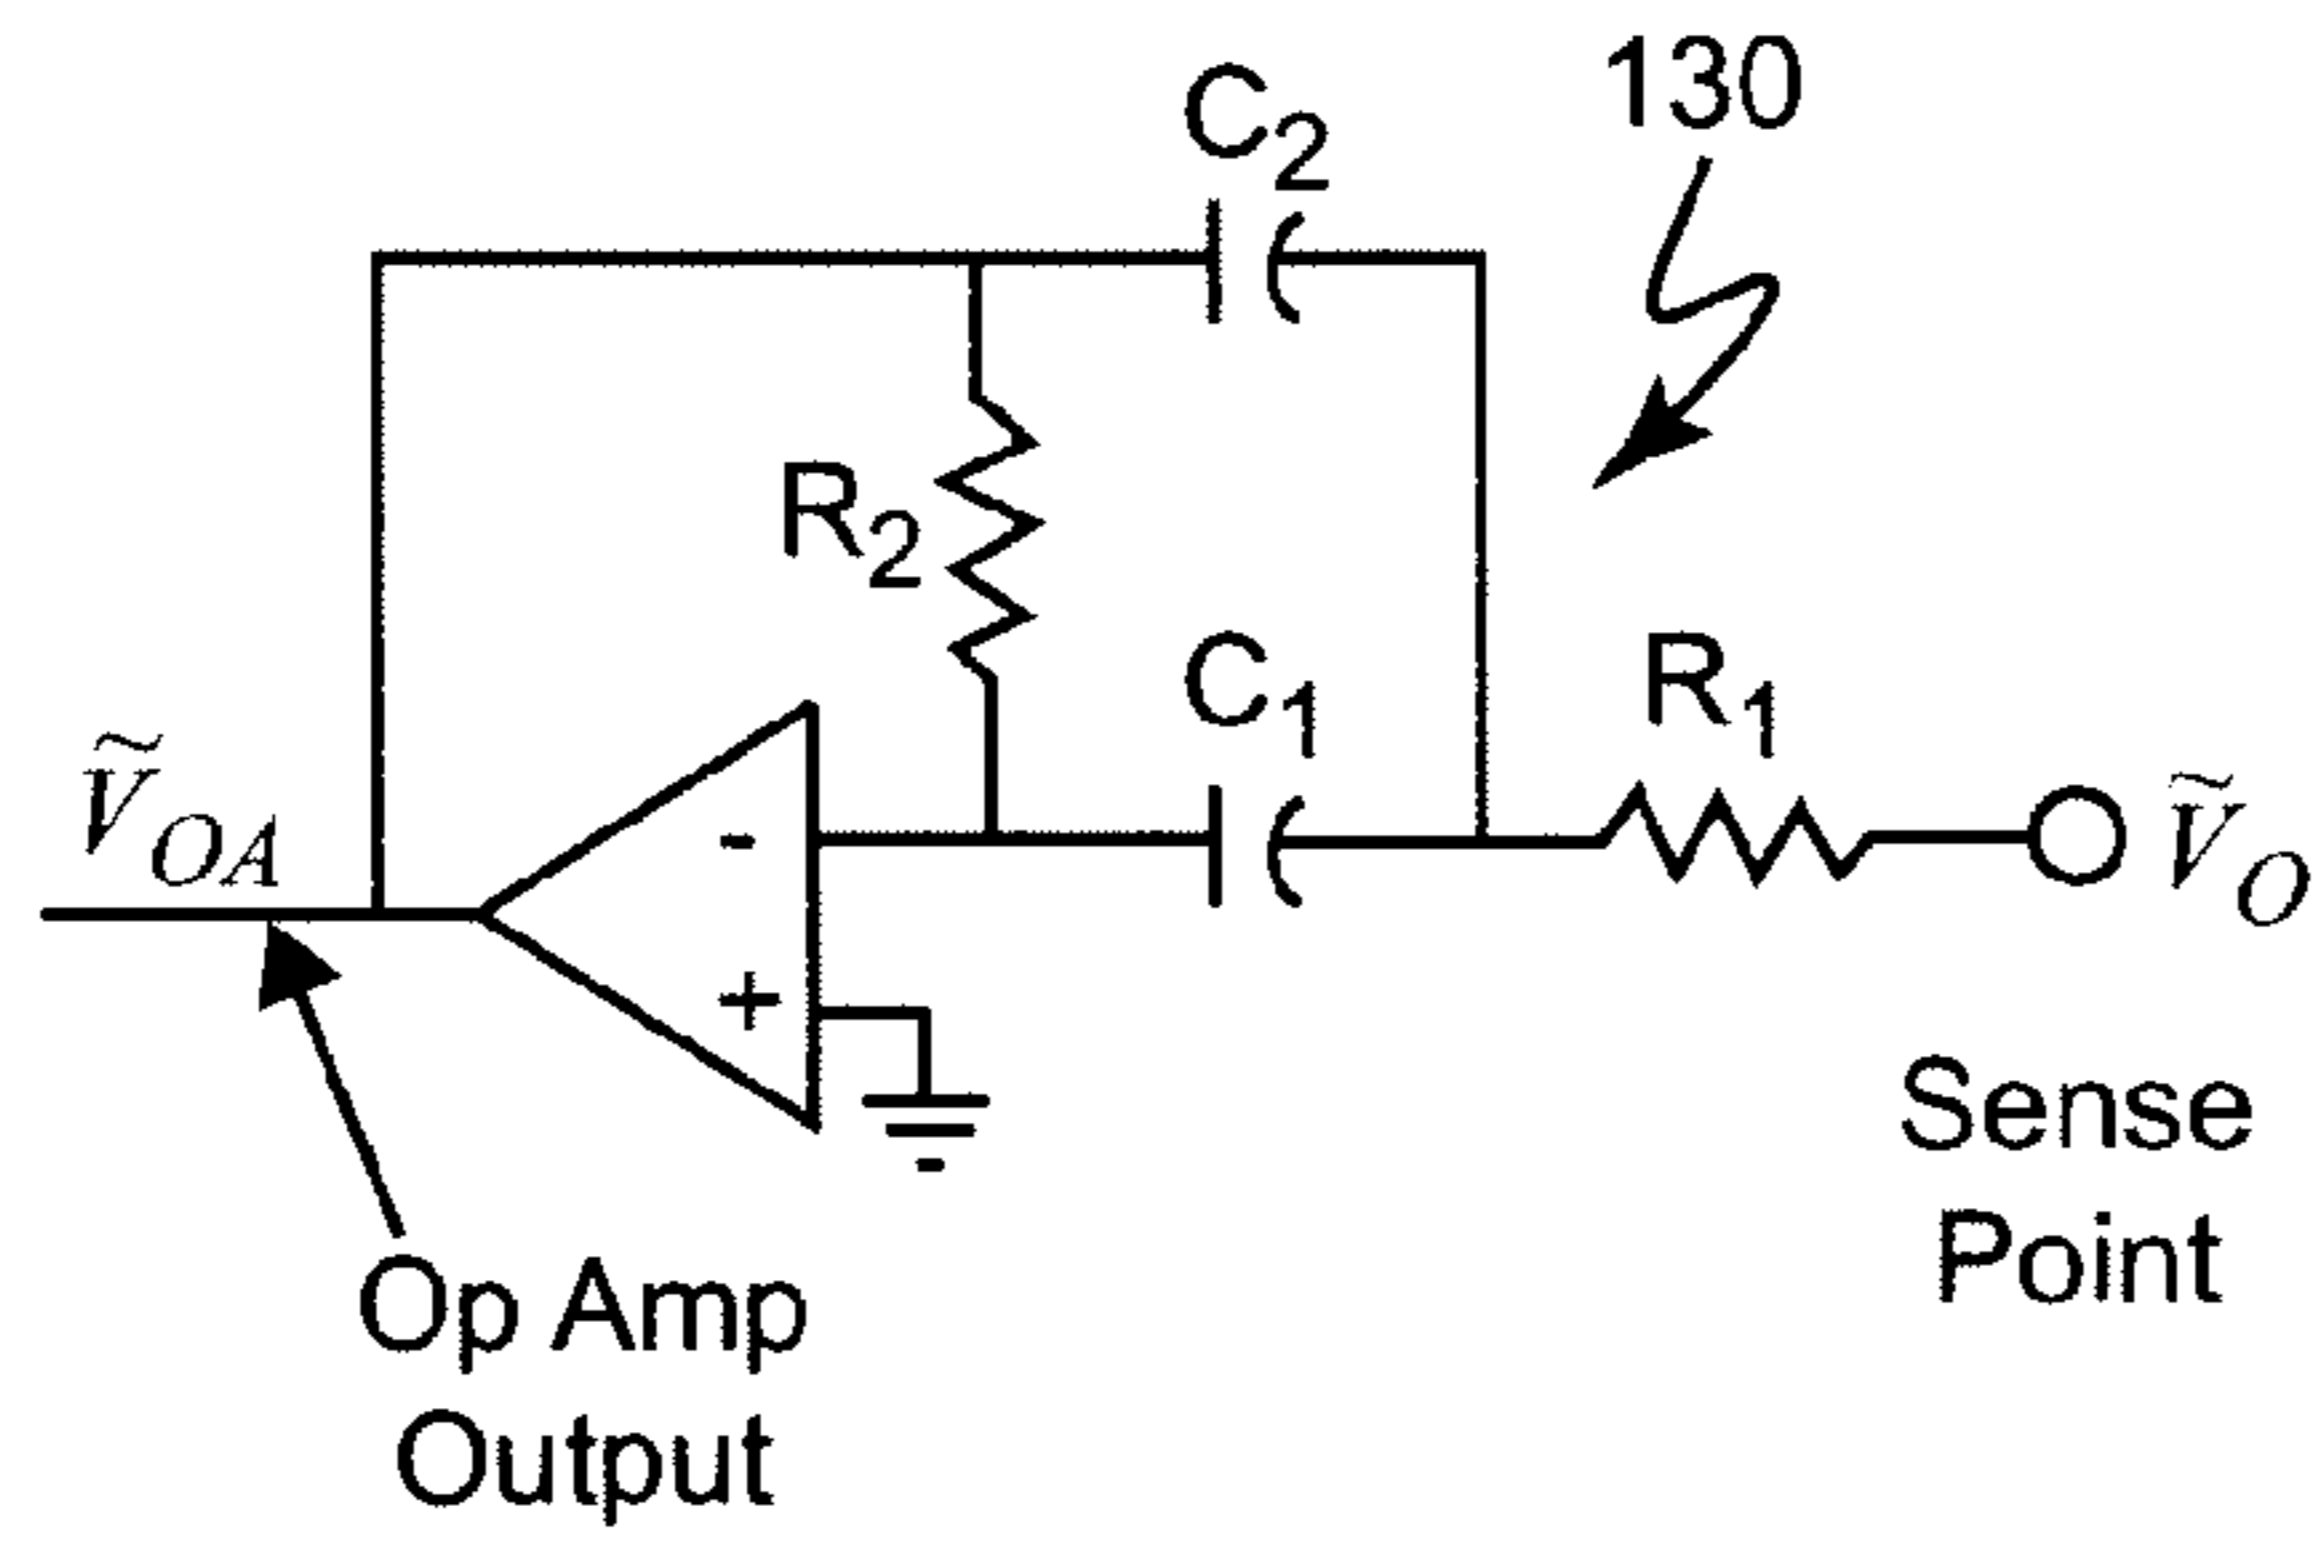 130
C2
R2
C1
R1
ṼOA
-
+
ṼO
Sense
Point
Op Amp
Output